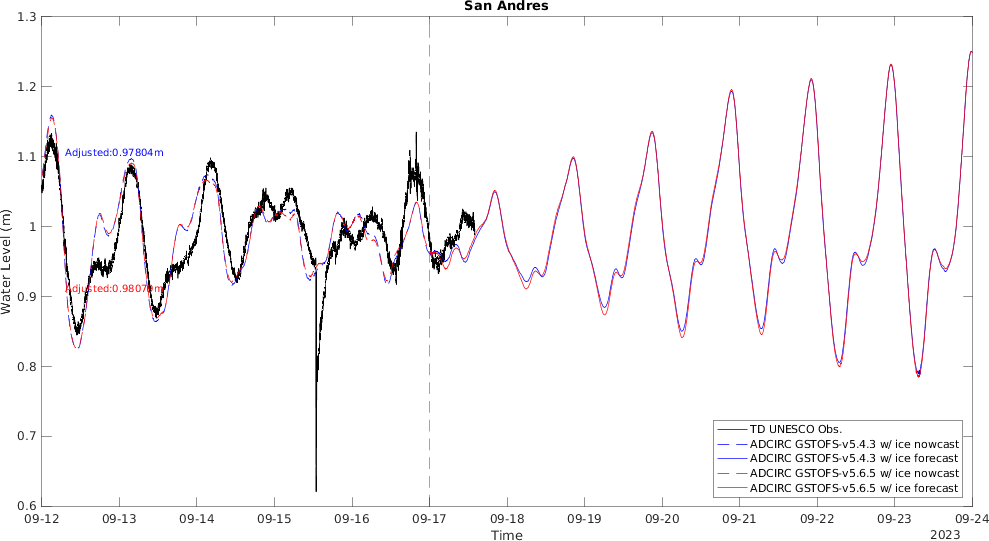 San Andres
1.3
1.2
1.1
1
0.9
0.8
0.7
0.6
Water Level (m)
Adjusted:0.97804m
Adjusted:0.98079m
TD UNESCO Obs.
ADCIRC GSTOFS-v5.4.3 w/ ice nowcast
ADCIRC GSTOFS-v5.4.3 w/ ice forecast
ADCIRC GSTOFS-v5.6.5 w/ ice nowcast
ADCIRC GSTOFS-v5.6.5 w/ ice forecast
09-12 09-13 09-14 09-15 09-16 09-17 09-18 09-19 09-20 09-21 09-22 09-23 09-24
Time
2023